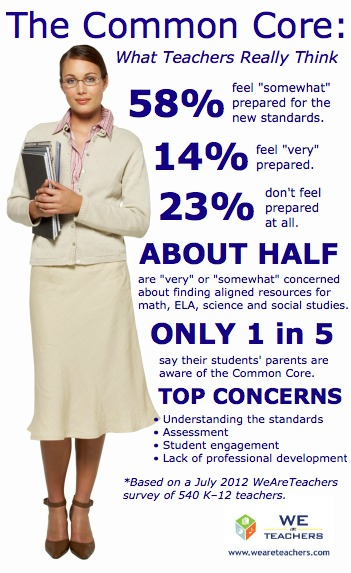 The Common Core:
What Teachers Really Think
58%
feel "somewhat"
prepared for the
new standards.
14%
feel "very"
prepared.
23%
don't feel
prepared
at all.
ABOUT HALF
are "very" or "somewhat" concerned
about finding aligned resources for
math, ELA, science and social studies.
ONLY 1 in 5
say their students' parents are
aware of the Common Core.
TOP CONCERNS
• Understanding the standards
• Assessment
• Student engagement
• Lack of professional development
*Based on a July 2012 WeAreTeachers
survey of 540 K–12 teachers.
WE
are
TEACHERS
www.weareteachers.com